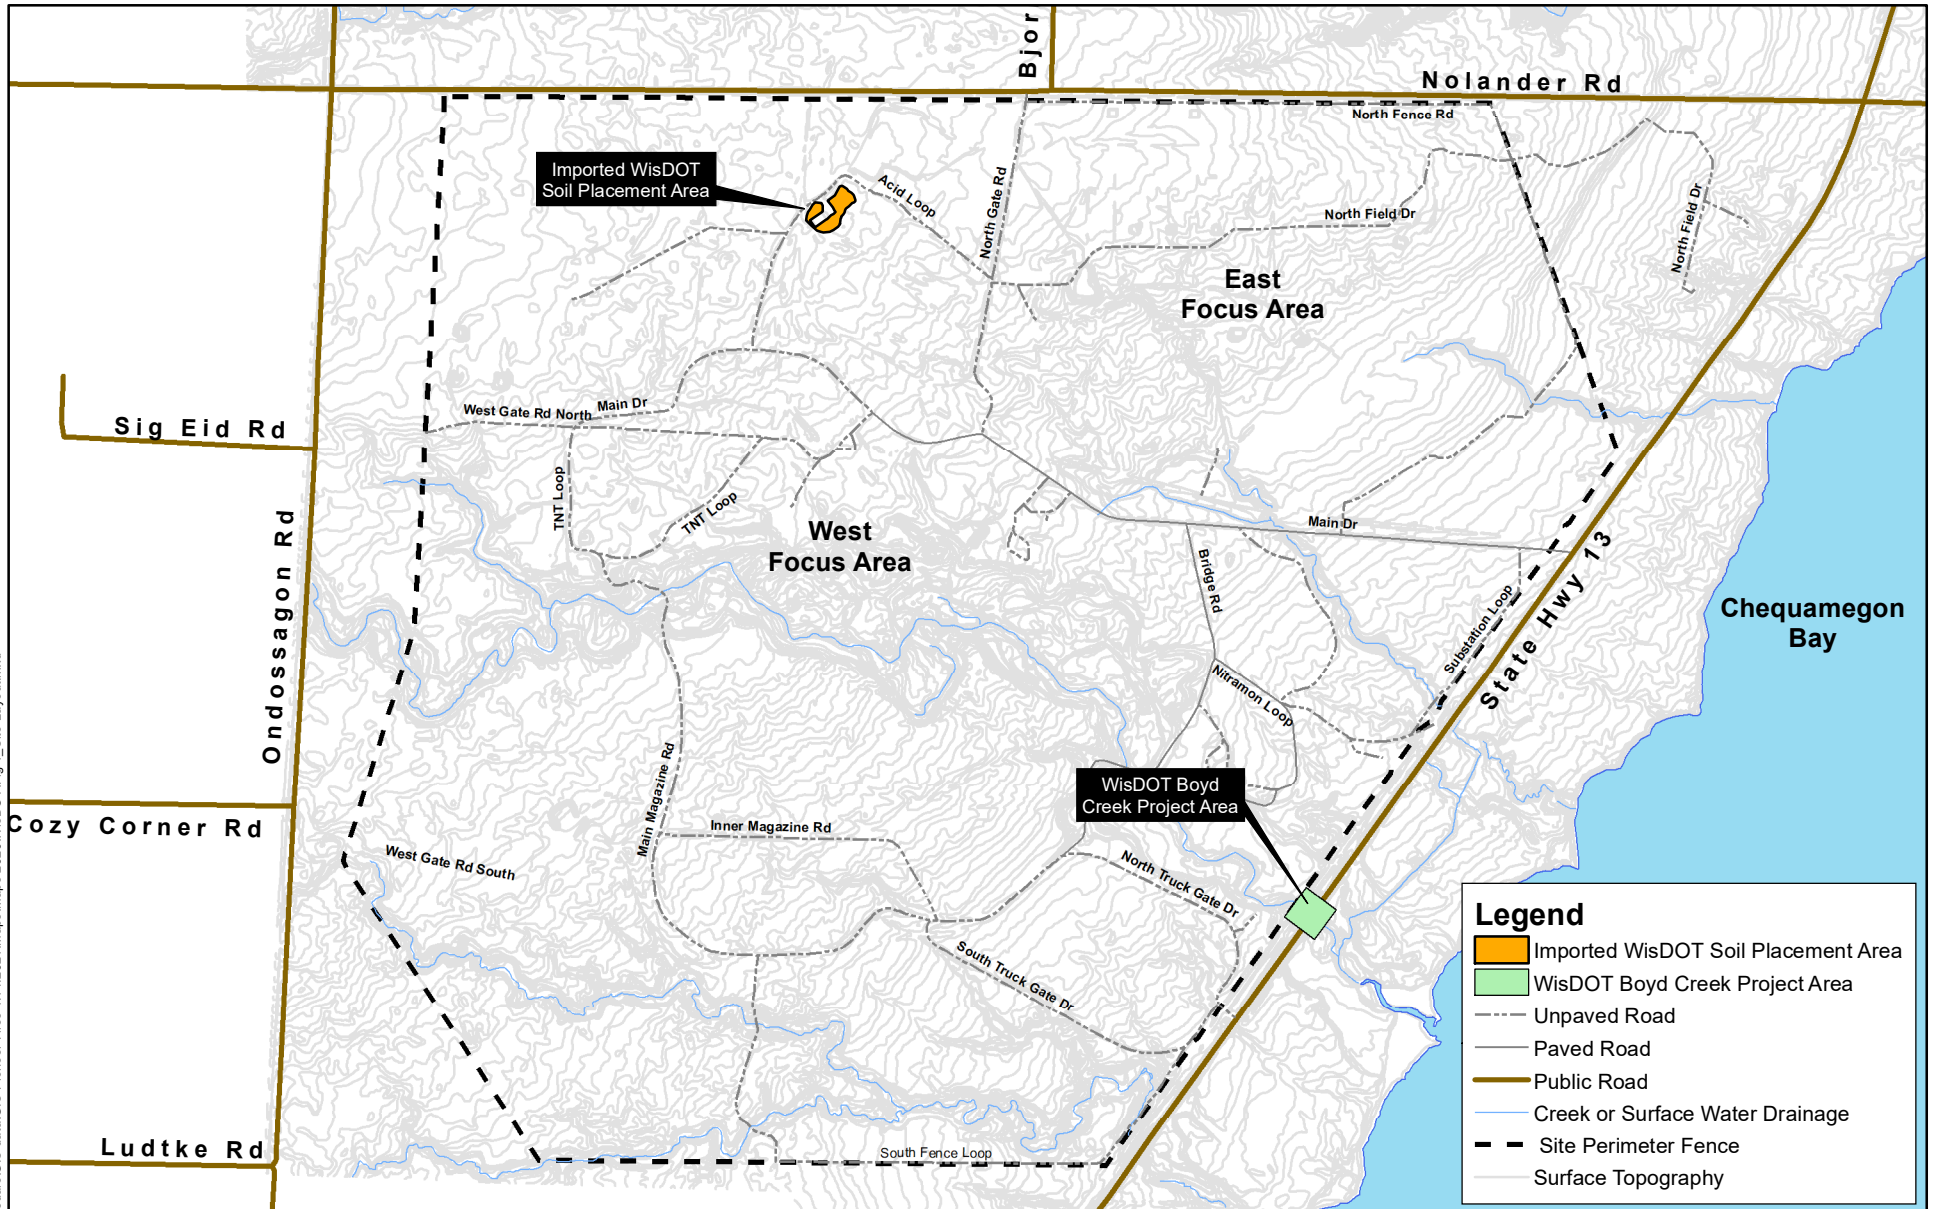 Bjor
Nolander Rd
North Fence Rd
Imported WisDOT
Soil Placement Area
Acid Loop
North Gate Rd
North Field Dr
North Field Dr
East
Focus Area
West Gate Rd North
Main Dr
Sig Eid Rd
TNT Loop
TNT Loop
West
Focus Area
Main Dr
Bridge Rd
State Hwy 13
Substation Loop
Chequamegon
Bay
Ondossagon Rd
Nitramon Loop
Main Magazine Rd
WisDOT Boyd
Creek Project Area
Cozy Corner Rd
Inner Magazine Rd
West Gate Rd South
North Truck Gate Dr
South Truck Gate Dr
Ludtke Rd
South Fence Loop
Legend
Imported WisDOT Soil Placement Area
WisDOT Boyd Creek Project Area
Unpaved Road
Paved Road
Public Road
Creek or Surface Water Drainage
Site Perimeter Fence
Surface Topography